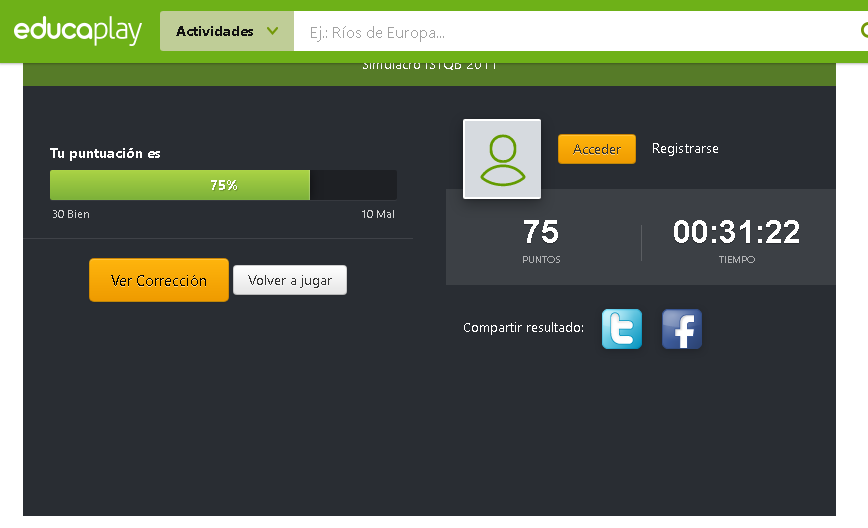 educaplay
Actividades
Ej.: Ríos de Europa...
Simulacro ISTQB 2011
Tu puntuación es
75%
30 Bien
10 Mal
Ver Corrección
Volver a jugar
Acceder
Registrarse
75
PUNTOS
00:31:22
TIEMPO
Compartir resultado: